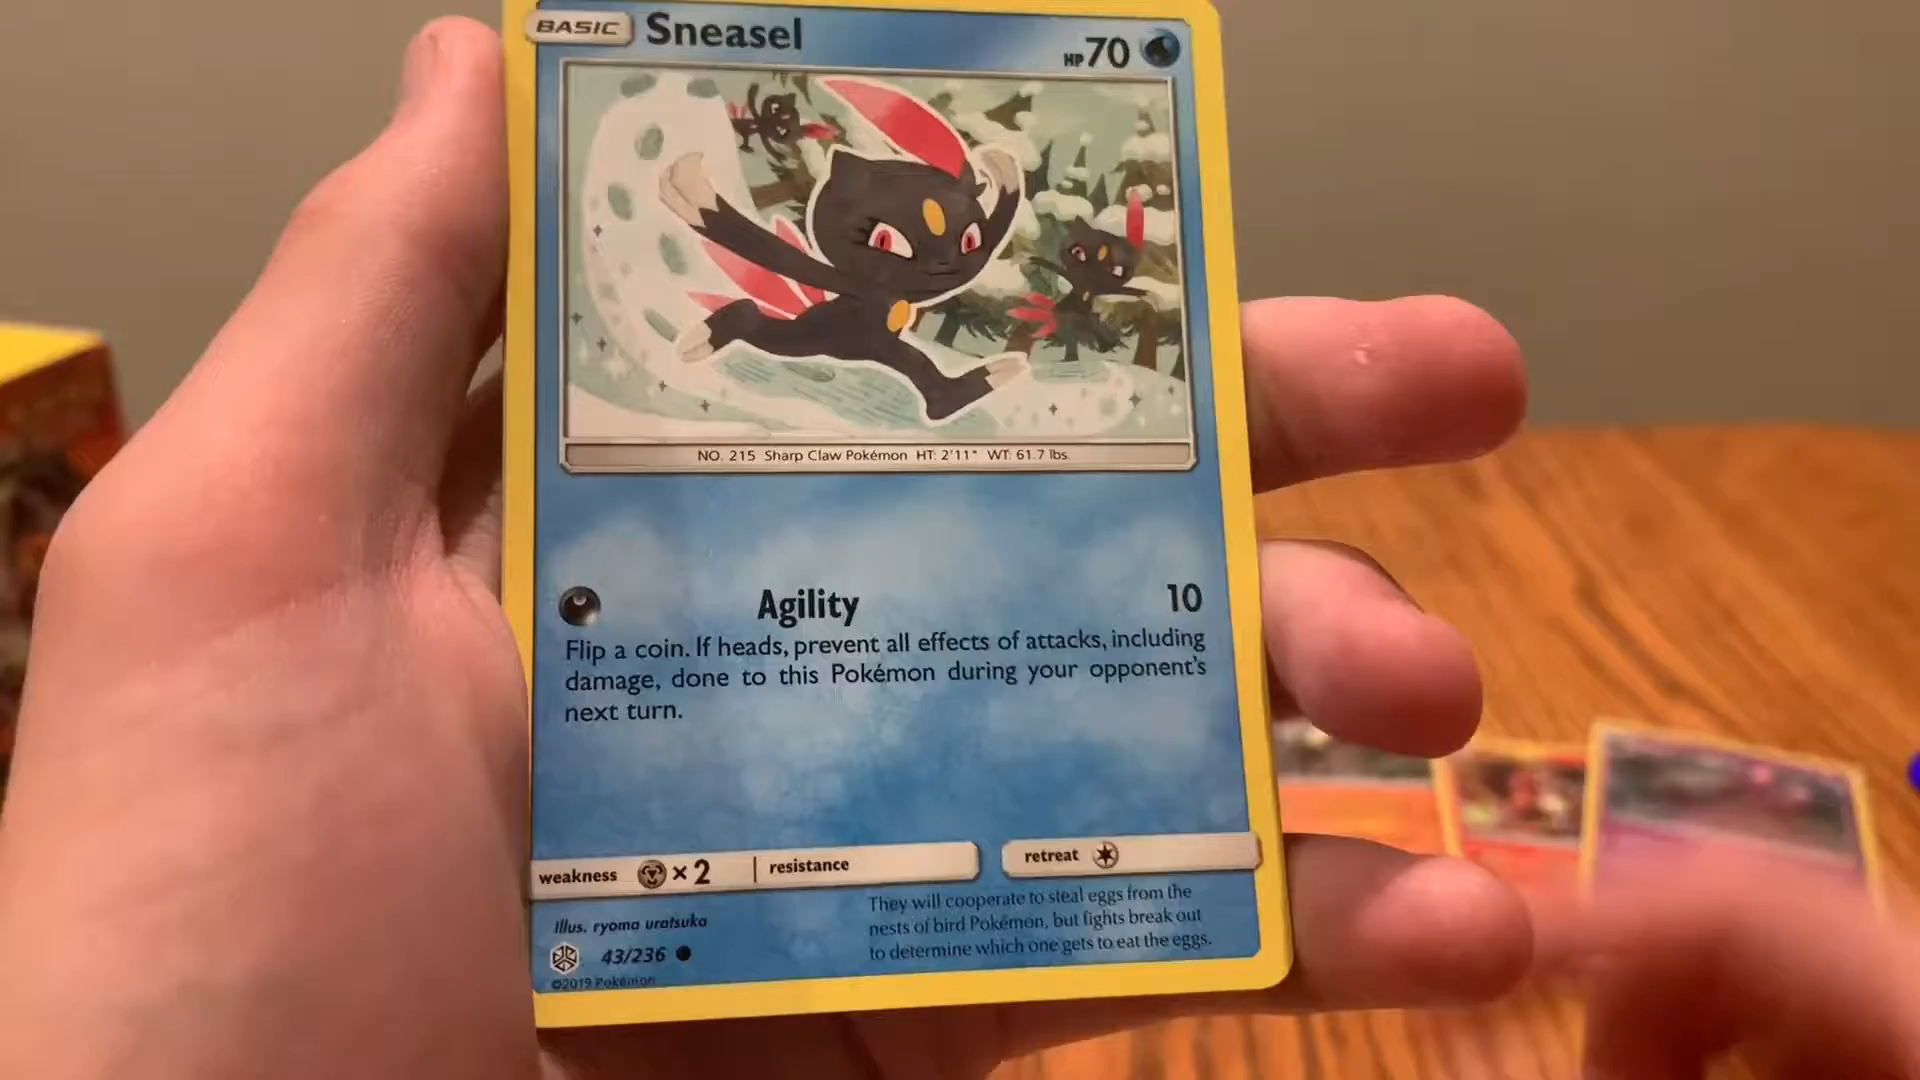 BASIC Sneasel HP 70
NO. 215 Sharp Claw Pokémon HT: 2'11" WT: 61.7 lbs.
Agility 10
Flip a coin. If heads, prevent all effects of attacks, including
damage, done to this Pokémon during your opponent's
next turn.
weakness ×2 resistance retreat
Illus. ryoma uratsuka
43/236
©2019 Pokémon
They will cooperate to steal eggs from the
nests of bird Pokémon, but fights break out
to determine which one gets to eat the eggs.